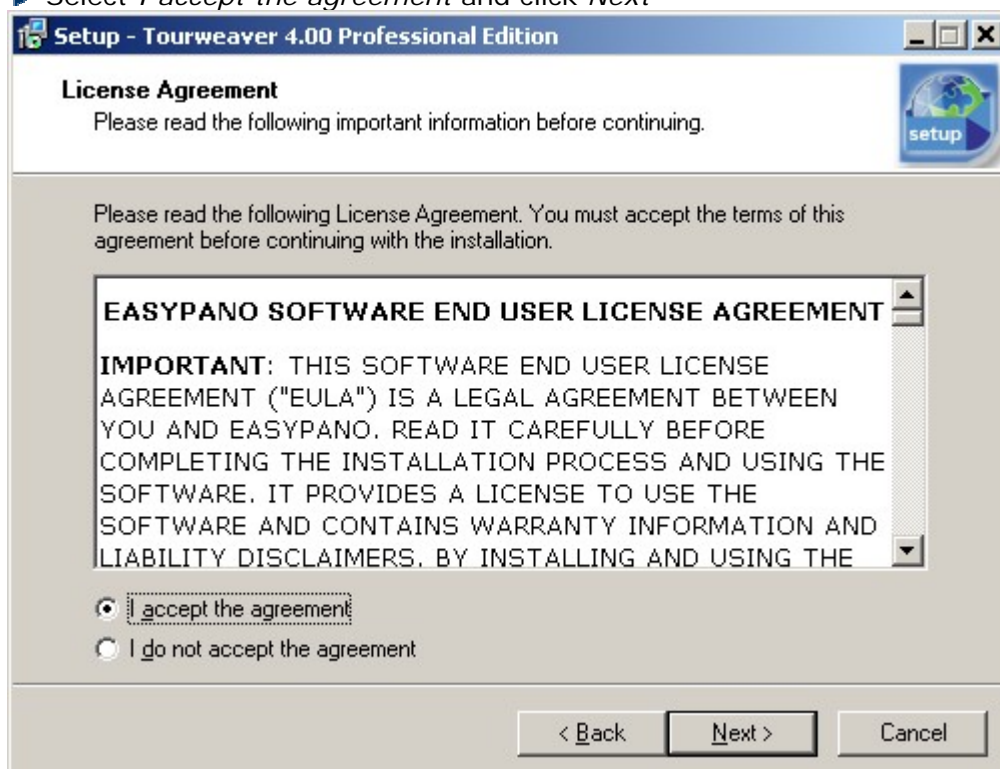 Select I accept the agreement and click Next
Setup - Tourweaver 4.00 Professional Edition
License Agreement
Please read the following important information before continuing.
setup
Please read the following License Agreement. You must accept the terms of this
agreement before continuing with the installation.
EASYPANO SOFTWARE END USER LICENSE AGREEMENT
IMPORTANT: THIS SOFTWARE END USER LICENSE
AGREEMENT ("EULA") IS A LEGAL AGREEMENT BETWEEN
YOU AND EASYPANO. READ IT CAREFULLY BEFORE
COMPLETING THE INSTALLATION PROCESS AND USING THE
SOFTWARE. IT PROVIDES A LICENSE TO USE THE
SOFTWARE AND CONTAINS WARRANTY INFORMATION AND
LIABILITY DISCLAIMERS. BY INSTALLING AND USING THE
I accept the agreement
I do not accept the agreement
< Back Next > Cancel